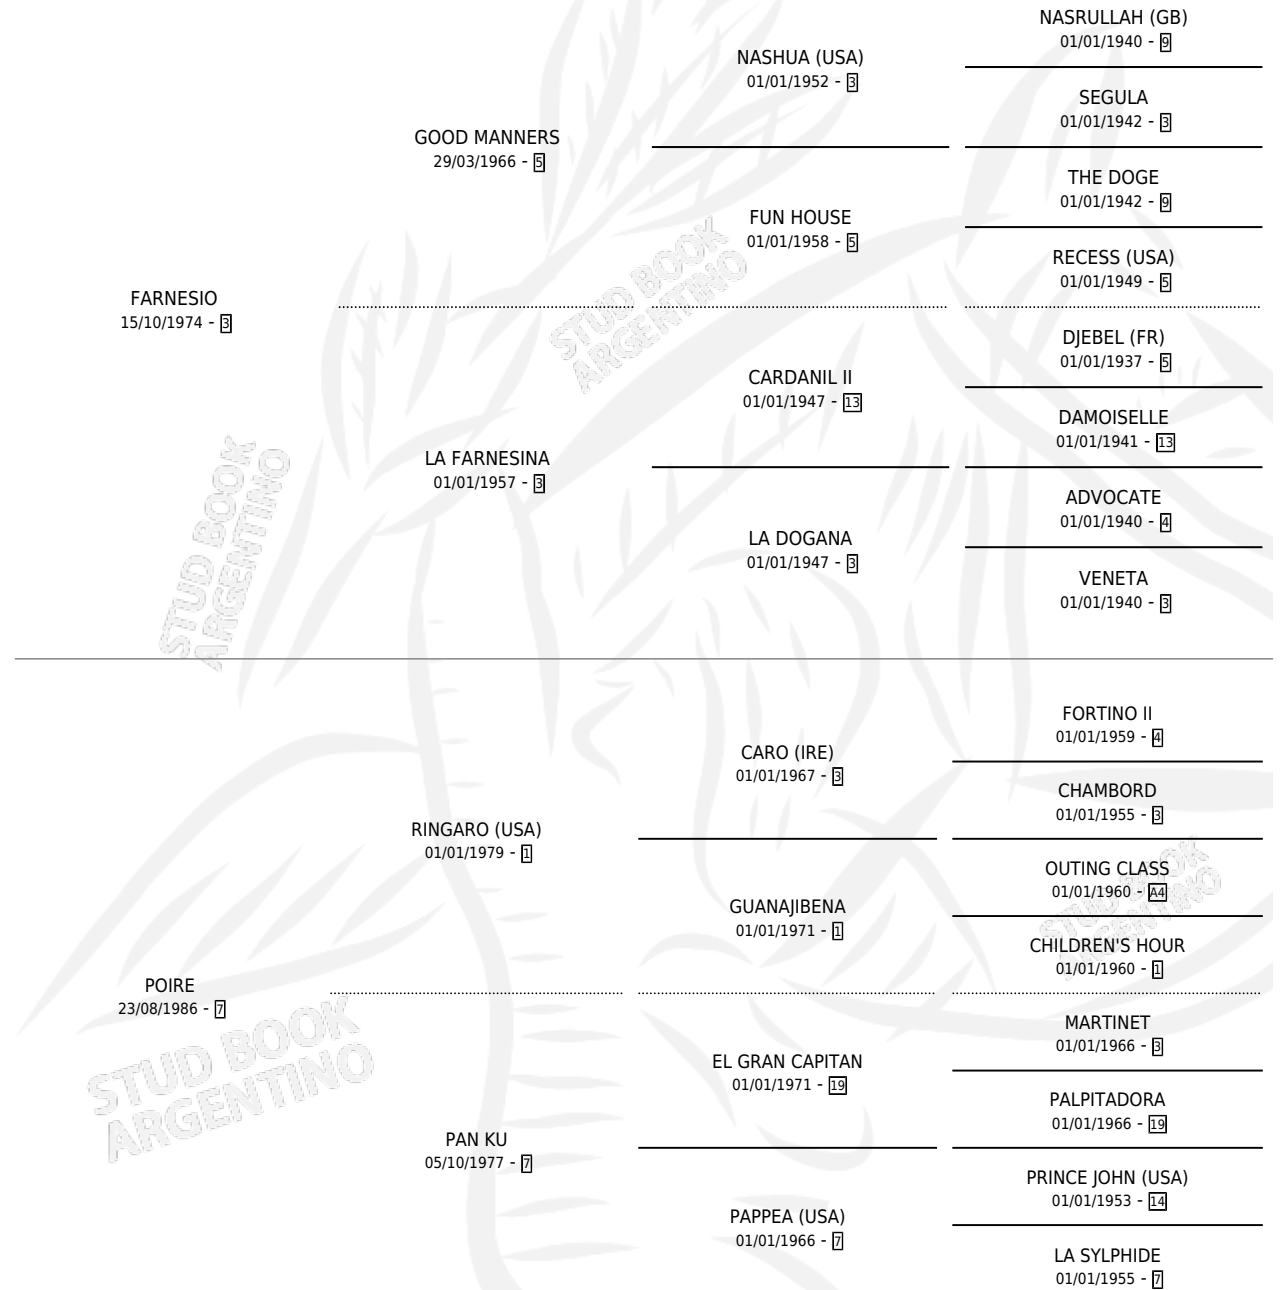 NASRULLAH (GB)
01/01/1940 - 9
NASHUA (USA)
01/01/1952 - 3
SEGULA
01/01/1942 - 3
GOOD MANNERS
29/03/1966 - 5
THE DOGE
01/01/1942 - 9
FUN HOUSE
01/01/1958 - 5
RECESS (USA)
01/01/1949 - 5
FARNESIO
15/10/1974 - 3
DJEBEL (FR)
01/01/1937 - 5
CARDANIL II
01/01/1947 - 13
DAMOISELLE
01/01/1941 - 13
LA FARNESINA
01/01/1957 - 3
ADVOCATE
01/01/1940 - 4
LA DOGANA
01/01/1947 - 3
VENETA
01/01/1940 - 3
FORTINO II
01/01/1959 - 4
CARO (IRE)
01/01/1967 - 3
CHAMBORD
01/01/1955 - 3
RINGARO (USA)
01/01/1979 - 1
OUTING CLASS
01/01/1960 - A4
GUANAJIBENA
01/01/1971 - 1
CHILDREN'S HOUR
01/01/1960 - 1
POIRE
23/08/1986 - 7
MARTINET
01/01/1966 - 3
EL GRAN CAPITAN
01/01/1971 - 19
PALPITADORA
01/01/1966 - 19
PAN KU
05/10/1977 - 7
PRINCE JOHN (USA)
01/01/1953 - 14
PAPPEA (USA)
01/01/1966 - 7
LA SYLPHIDE
01/01/1955 - 7
STUD BOOK
ARGENTINO
STUD BOOK
ARGENTINO
STUD BOOK
ARGENTINO
STUD BOOK
ARGENTINO